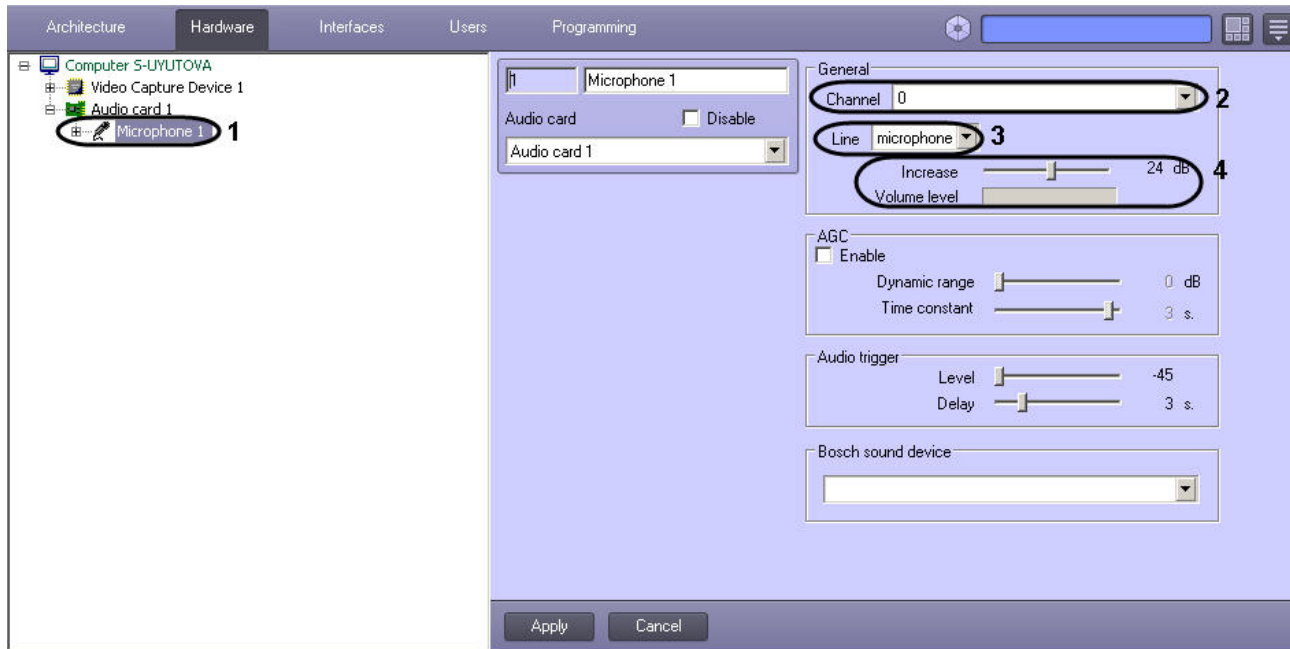 Architecture Hardware Interfaces Users Programming
Computer S-UYUTOVA
Video Capture Device 1
Audio card 1
Microphone 1 1
1 Microphone 1
Audio card Disable
Audio card 1
General
Channel 0 2
Line microphone 3
Increase 24 dB 4
Volume level
AGC
Enable
Dynamic range 0 dB
Time constant 3 s.
Audio trigger
Level -45
Delay 3 s.
Bosch sound device
Apply Cancel